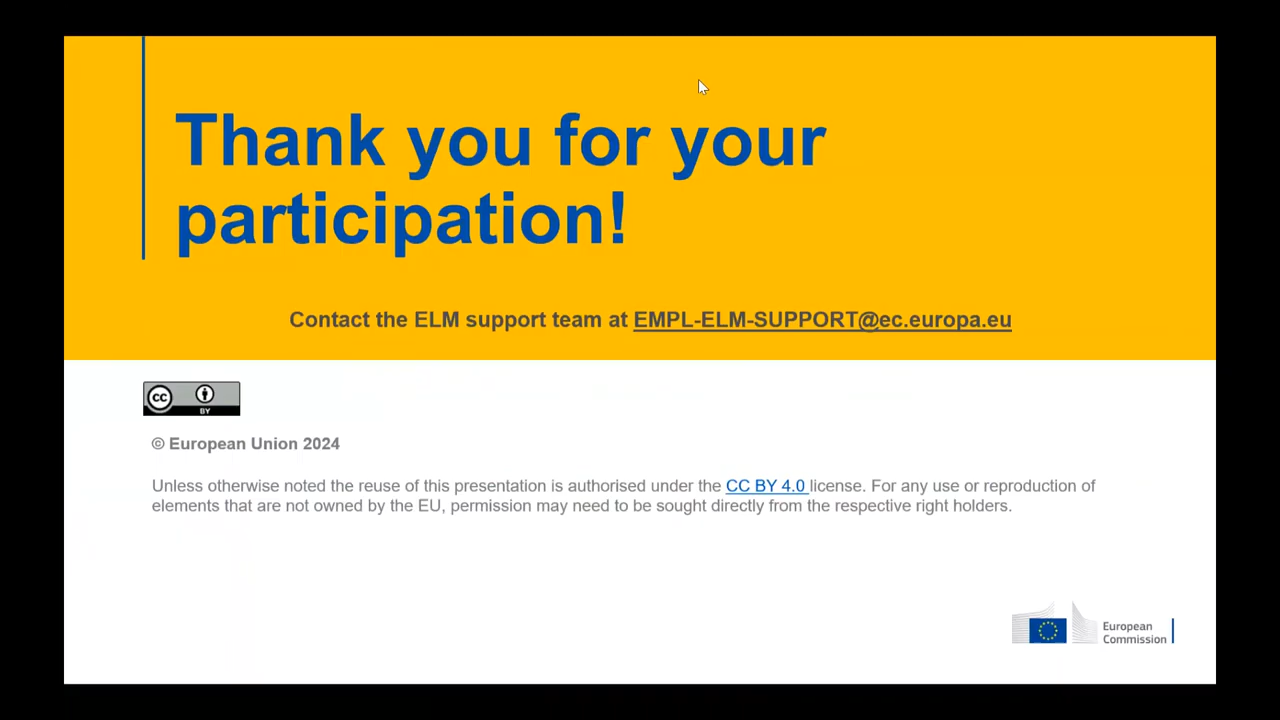 Thank you for your
participation!
Contact the ELM support team at EMPL-ELM-SUPPORT@ec.europa.eu
cc BY
© European Union 2024
Unless otherwise noted the reuse of this presentation is authorised under the CC BY 4.0 license. For any use or reproduction of
elements that are not owned by the EU, permission may need to be sought directly from the respective right holders.
European
Commission